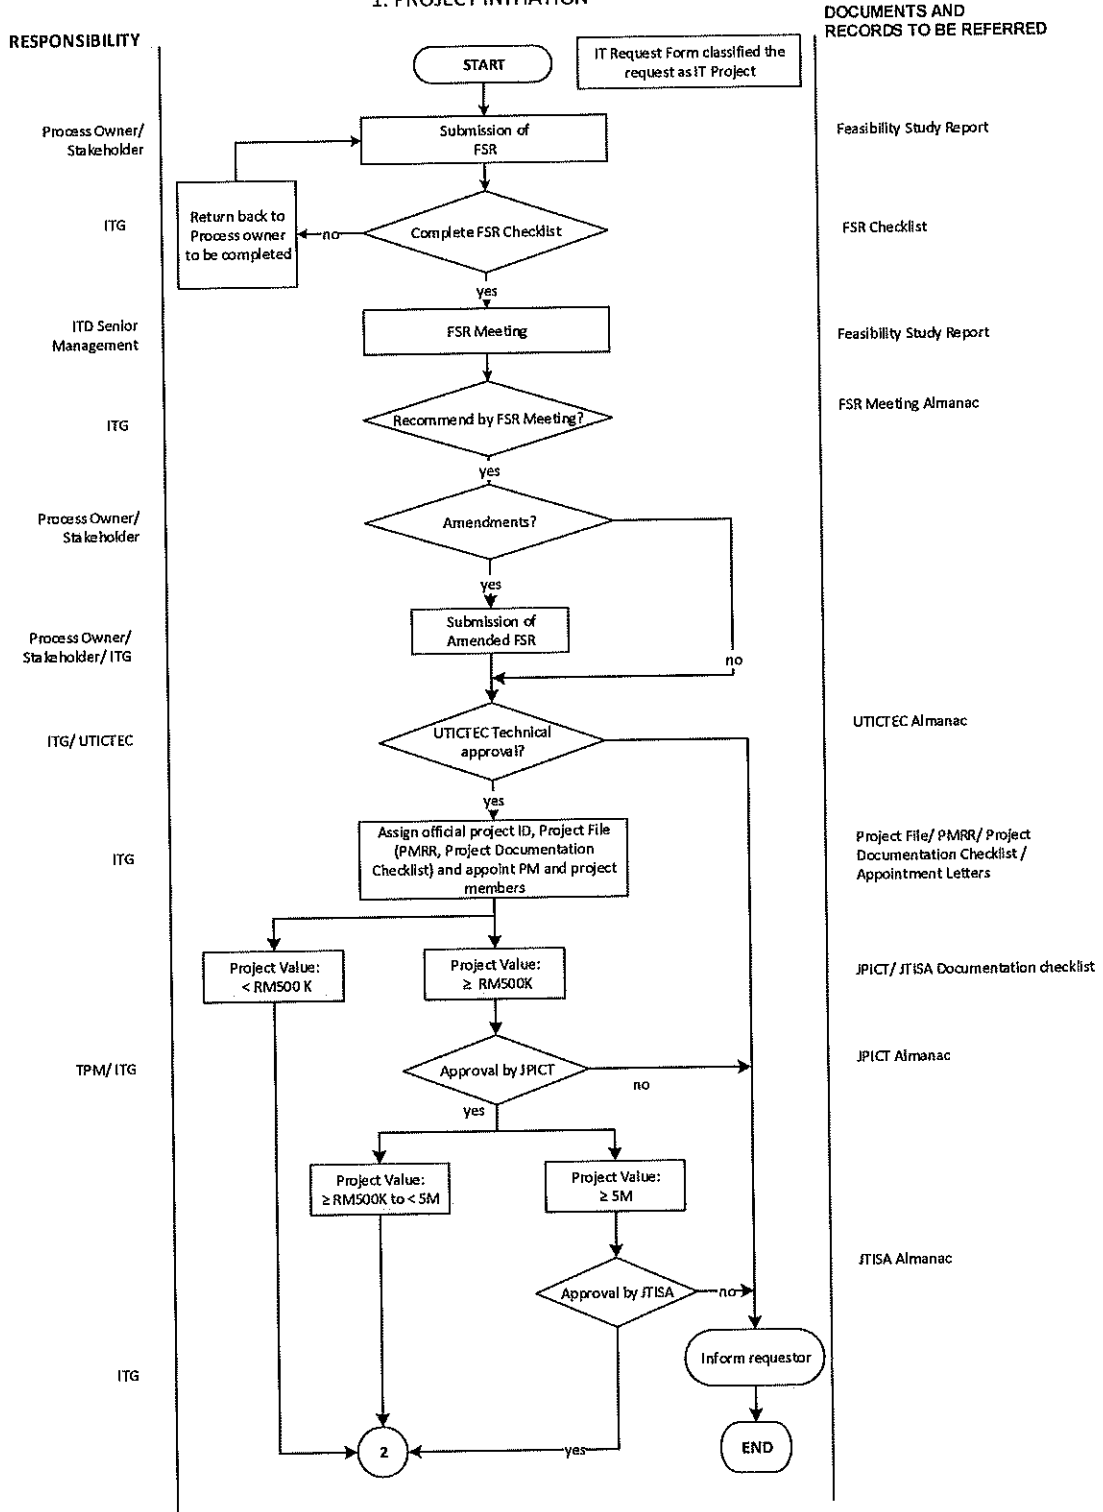 1. PROJECT INITIATION
RESPONSIBILITY
DOCUMENTS AND
RECORDS TO BE REFERRED
START
IT Request Form classified the
request as IT Project
Process Owner/
Stakeholder
Submission of
FSR
Feasibility Study Report
ITG
Return back to
Process owner
to be completed
no
Complete FSR Checklist
FSR Checklist
yes
ITD Senior
Management
FSR Meeting
Feasibility Study Report
ITG
Recommend by FSR Meeting?
FSR Meeting Almanac
yes
Process Owner/
Stakeholder
Amendments?
yes
Process Owner/
Stakeholder/ ITG
Submission of
Amended FSR
no
ITG/ UTICTEC
UTICTEC Technical
approval?
UTICTEC Almanac
yes
ITG
Assign official project ID, Project File
(PMRR, Project Documentation
Checklist) and appoint PM and project
members
Project File/ PMRR/ Project
Documentation Checklist /
Appointment Letters
Project Value:
< RM500 K
Project Value:
≥ RM500K
JPICT/ JTISA Documentation checklist
TPM/ ITG
Approval by JPICT
no
JPICT Almanac
yes
Project Value:
≥ RM500K to < 5M
Project Value:
≥ 5M
Approval by JTISA
no
JTISA Almanac
ITG
Inform requestor
2
yes
END